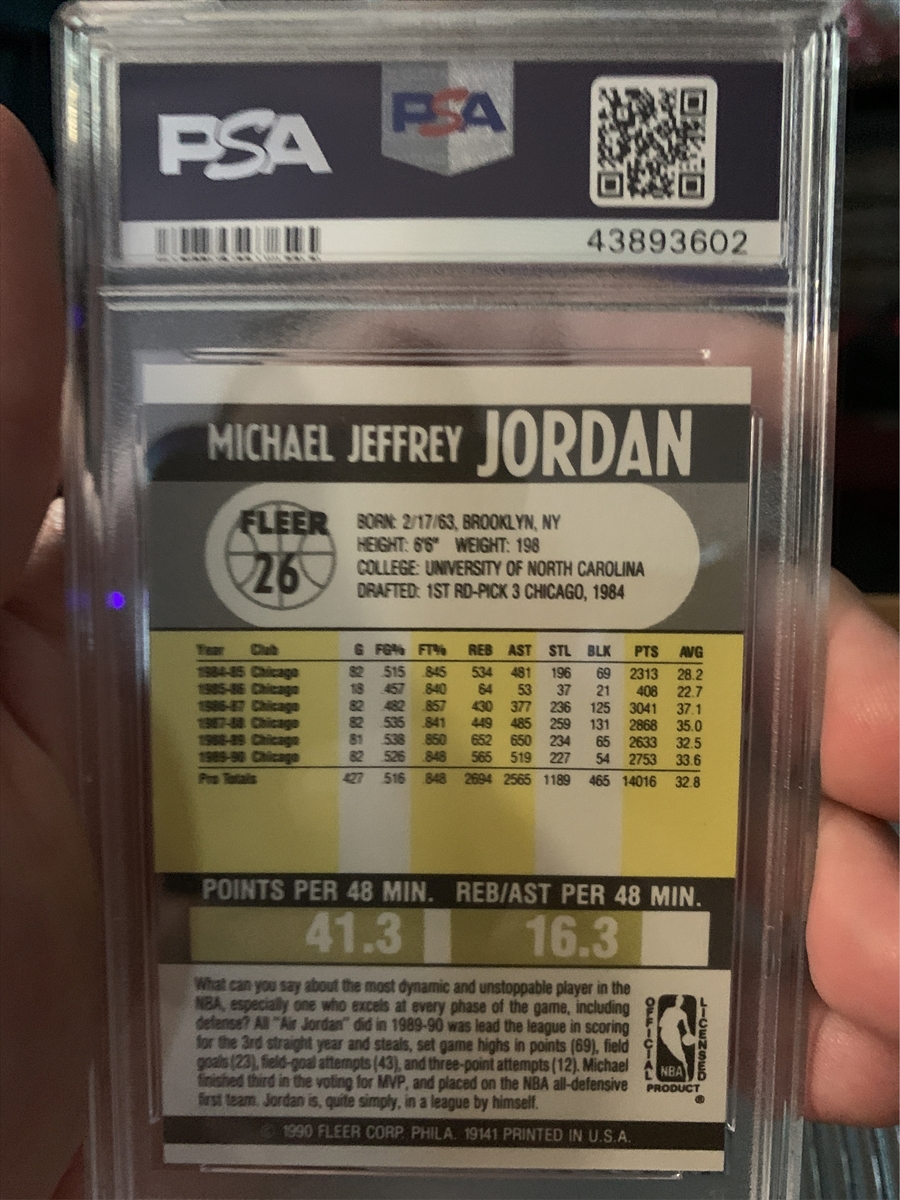 PSA
PSA
43893602
MICHAEL JEFFREY JORDAN
FLEER
26
BORN: 2/17/63, BROOKLYN, NY
HEIGHT: 6'6" WEIGHT: 198
COLLEGE: UNIVERSITY OF NORTH CAROLINA
DRAFTED: 1ST RD-PICK 3 CHICAGO, 1984
Year Club G FG% FT% REB AST STL BLK PTS AVG
1984-85 Chicago 82 .515 .845 534 481 196 69 2313 28.2
1985-86 Chicago 18 .457 .840 64 53 37 21 408 22.7
1986-87 Chicago 82 .482 .857 430 377 236 125 3041 37.1
1987-88 Chicago 82 .535 .841 449 485 259 131 2868 35.0
1988-89 Chicago 81 .538 .850 652 650 234 65 2633 32.5
1989-90 Chicago 82 .526 .848 565 519 227 54 2753 33.6
Pro Totals 427 .516 .848 2694 2565 1189 465 14016 32.8
POINTS PER 48 MIN. REB/AST PER 48 MIN.
41.3 16.3
What can you say about the most dynamic and unstoppable player in the
NBA, especially one who excels at every phase of the game, including
defense? All "Air Jordan" did in 1989-90 was lead the league in scoring
for the 3rd straight year and steals, set game highs in points (69), field
goals (23), field-goal attempts (43), and three-point attempts (12). Michael
finished third in the voting for MVP, and placed on the NBA all-defensive
first team. Jordan is, quite simply, in a league by himself.
OFFICIAL LICENSED
NBA
PRODUCT
®
© 1990 FLEER CORP. PHILA. 19141 PRINTED IN U.S.A.